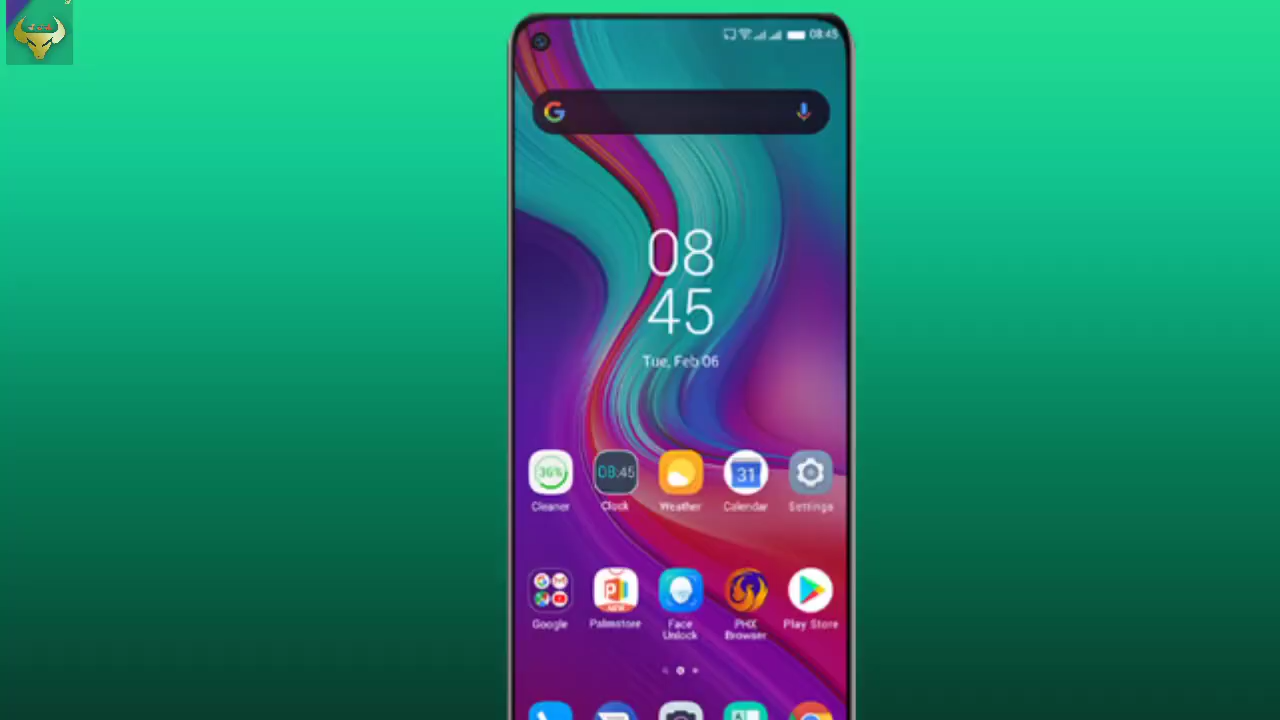 08:45
08
45
Tue, Feb 06
36%
08:45
31
Cleaner
Clock
Weather
Calendar
Settings
NEW
Google
Palmstore
Face
Unlock
PHX
Browser
Play Store